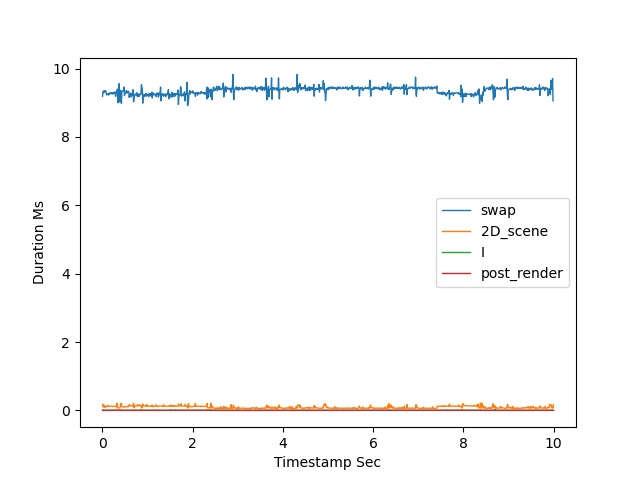 10
8
6
4
2
0
Duration Ms
swap
2D_scene
I
post_render
0 2 4 6 8 10
Timestamp Sec